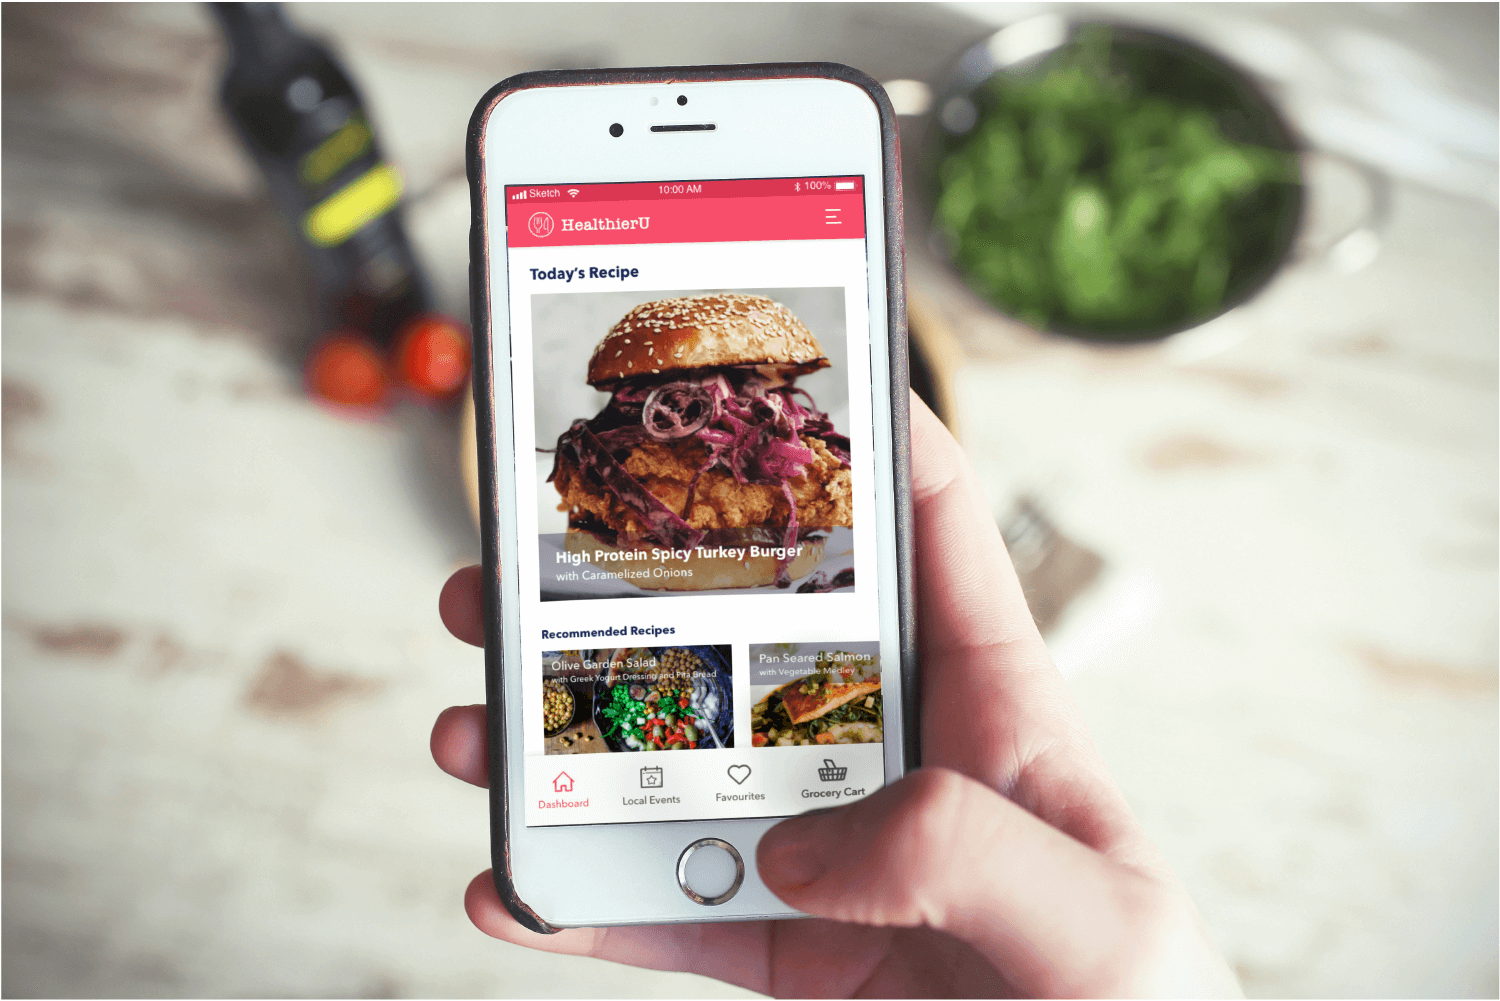 Sketch 10:00 AM 100%
HealthierU
Today's Recipe
High Protein Spicy Turkey Burger
with Caramelized Onions
Recommended Recipes
Olive Garden Salad
with Greek Yogurt Dressing and Pita Bread
Pan Seared Salmon
with Vegetable Medley
Dashboard
Local Events
Favourites
Grocery Cart